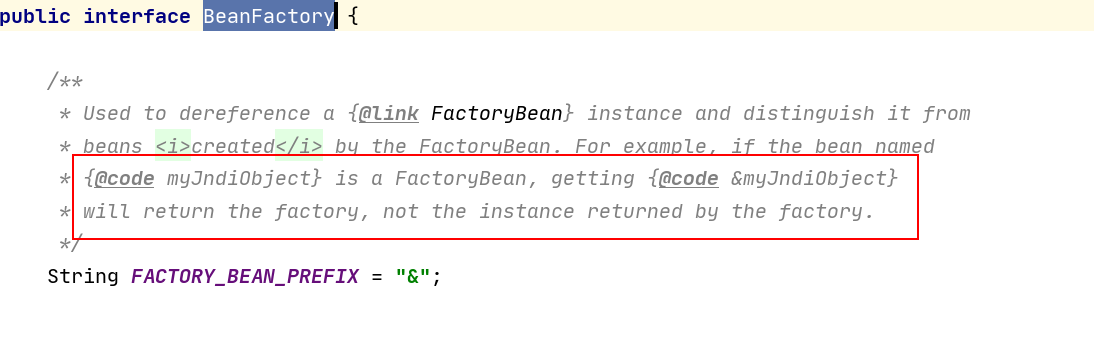 public interface BeanFactory {
/**
* Used to dereference a {@link FactoryBean} instance and distinguish it from
* beans <i>created</i> by the FactoryBean. For example, if the bean named
* {@code myJndiObject} is a FactoryBean, getting {@code &myJndiObject}
* will return the factory, not the instance returned by the factory.
*/
String FACTORY_BEAN_PREFIX = "&";